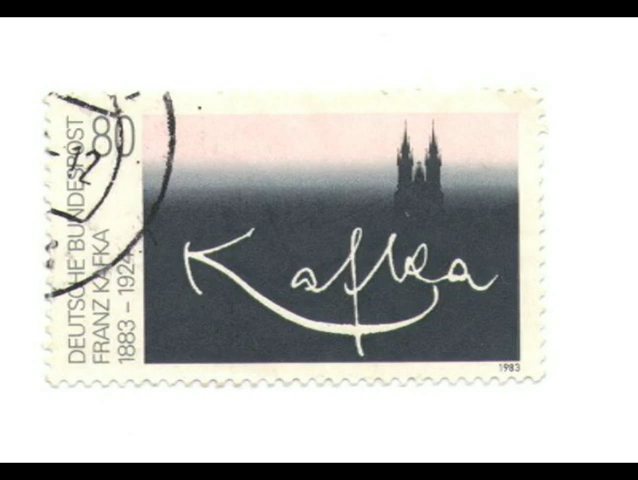 80
DEUTSCHE BUNDESPOST
FRANZ KAFKA
1883 – 1924
Kafka
1983